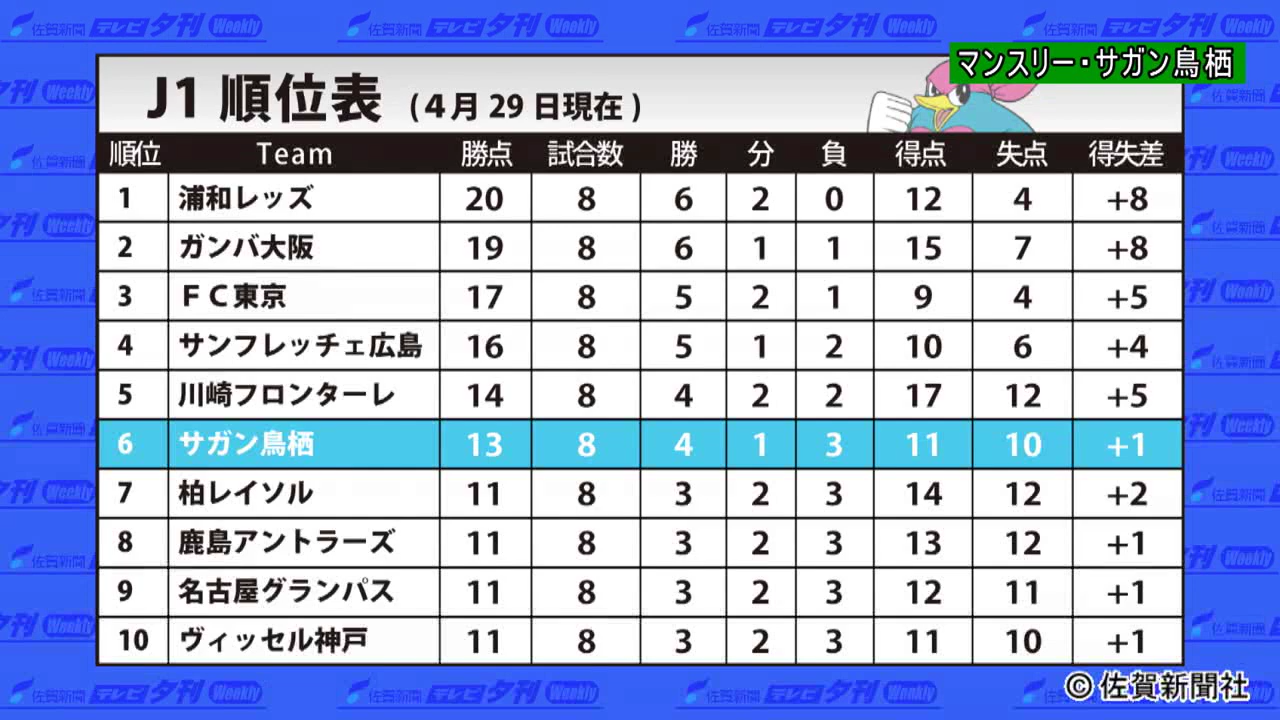 佐賀新聞 テレビ夕刊 Weekly
マンスリー・サガン鳥栖
J1 順位表 (4月29日現在)
順位 Team 勝点 試合数 勝 分 負 得点 失点 得失差
1 浦和レッズ 20 8 6 2 0 12 4 +8
2 ガンバ大阪 19 8 6 1 1 15 7 +8
3 FC東京 17 8 5 2 1 9 4 +5
4 サンフレッチェ広島 16 8 5 1 2 10 6 +4
5 川崎フロンターレ 14 8 4 2 2 17 12 +5
6 サガン鳥栖 13 8 4 1 3 11 10 +1
7 柏レイソル 11 8 3 2 3 14 12 +2
8 鹿島アントラーズ 11 8 3 2 3 13 12 +1
9 名古屋グランパス 11 8 3 2 3 12 11 +1
10 ヴィッセル神戸 11 8 3 2 3 11 10 +1
© 佐賀新聞社